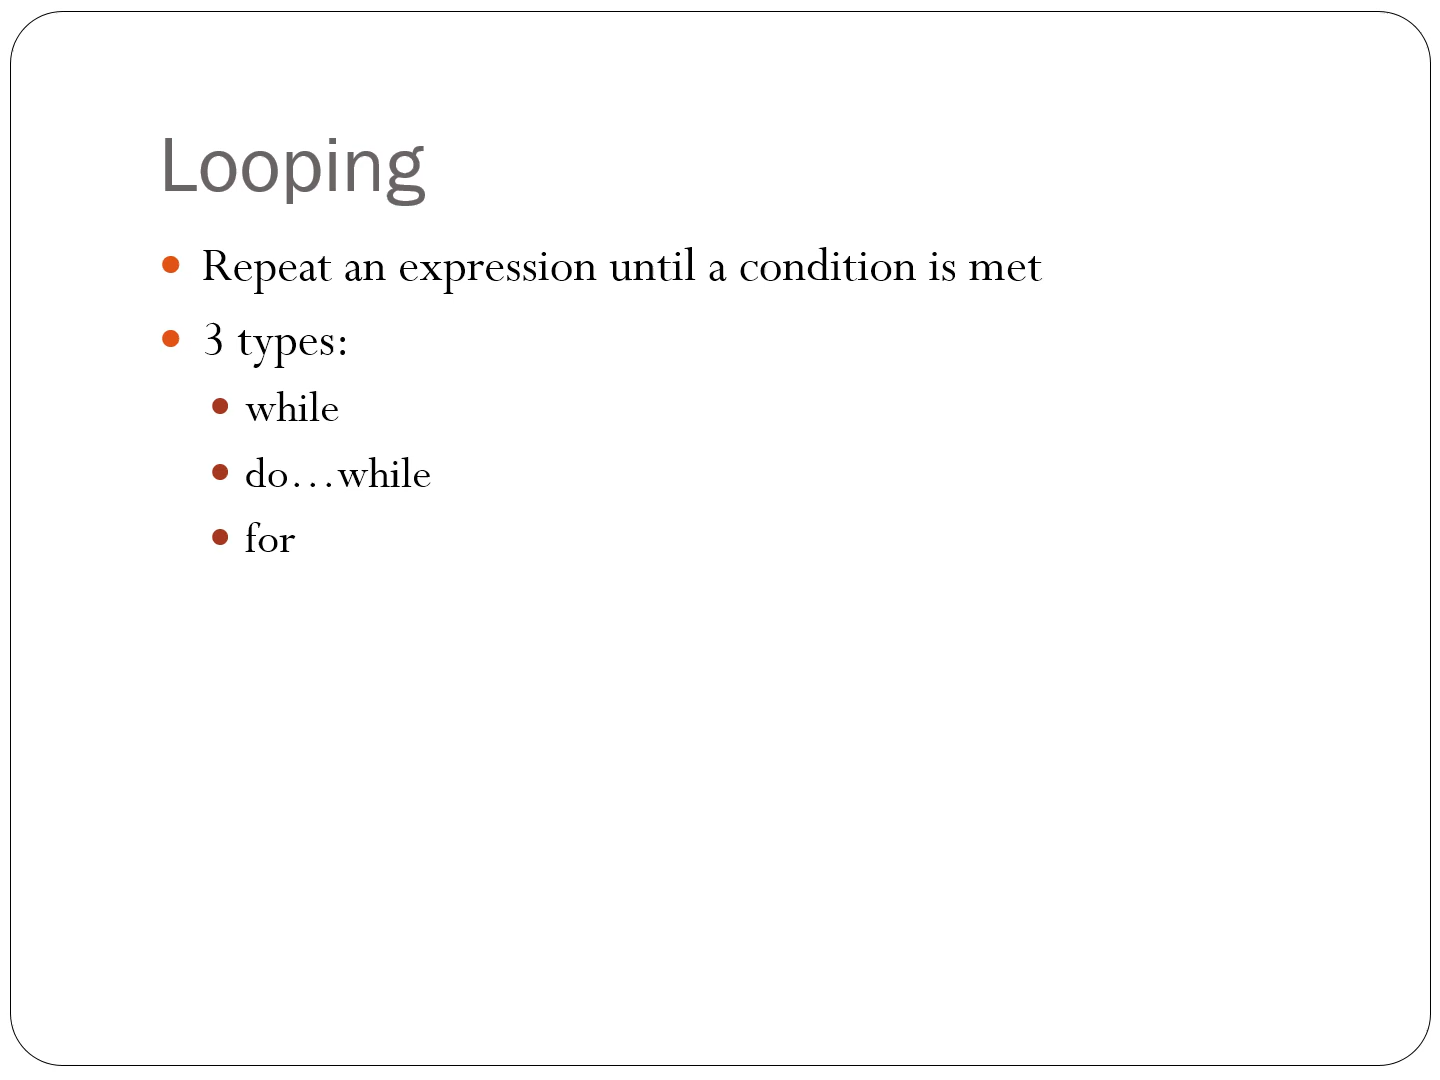 Looping
Repeat an expression until a condition is met
3 types:
while
do…while
for